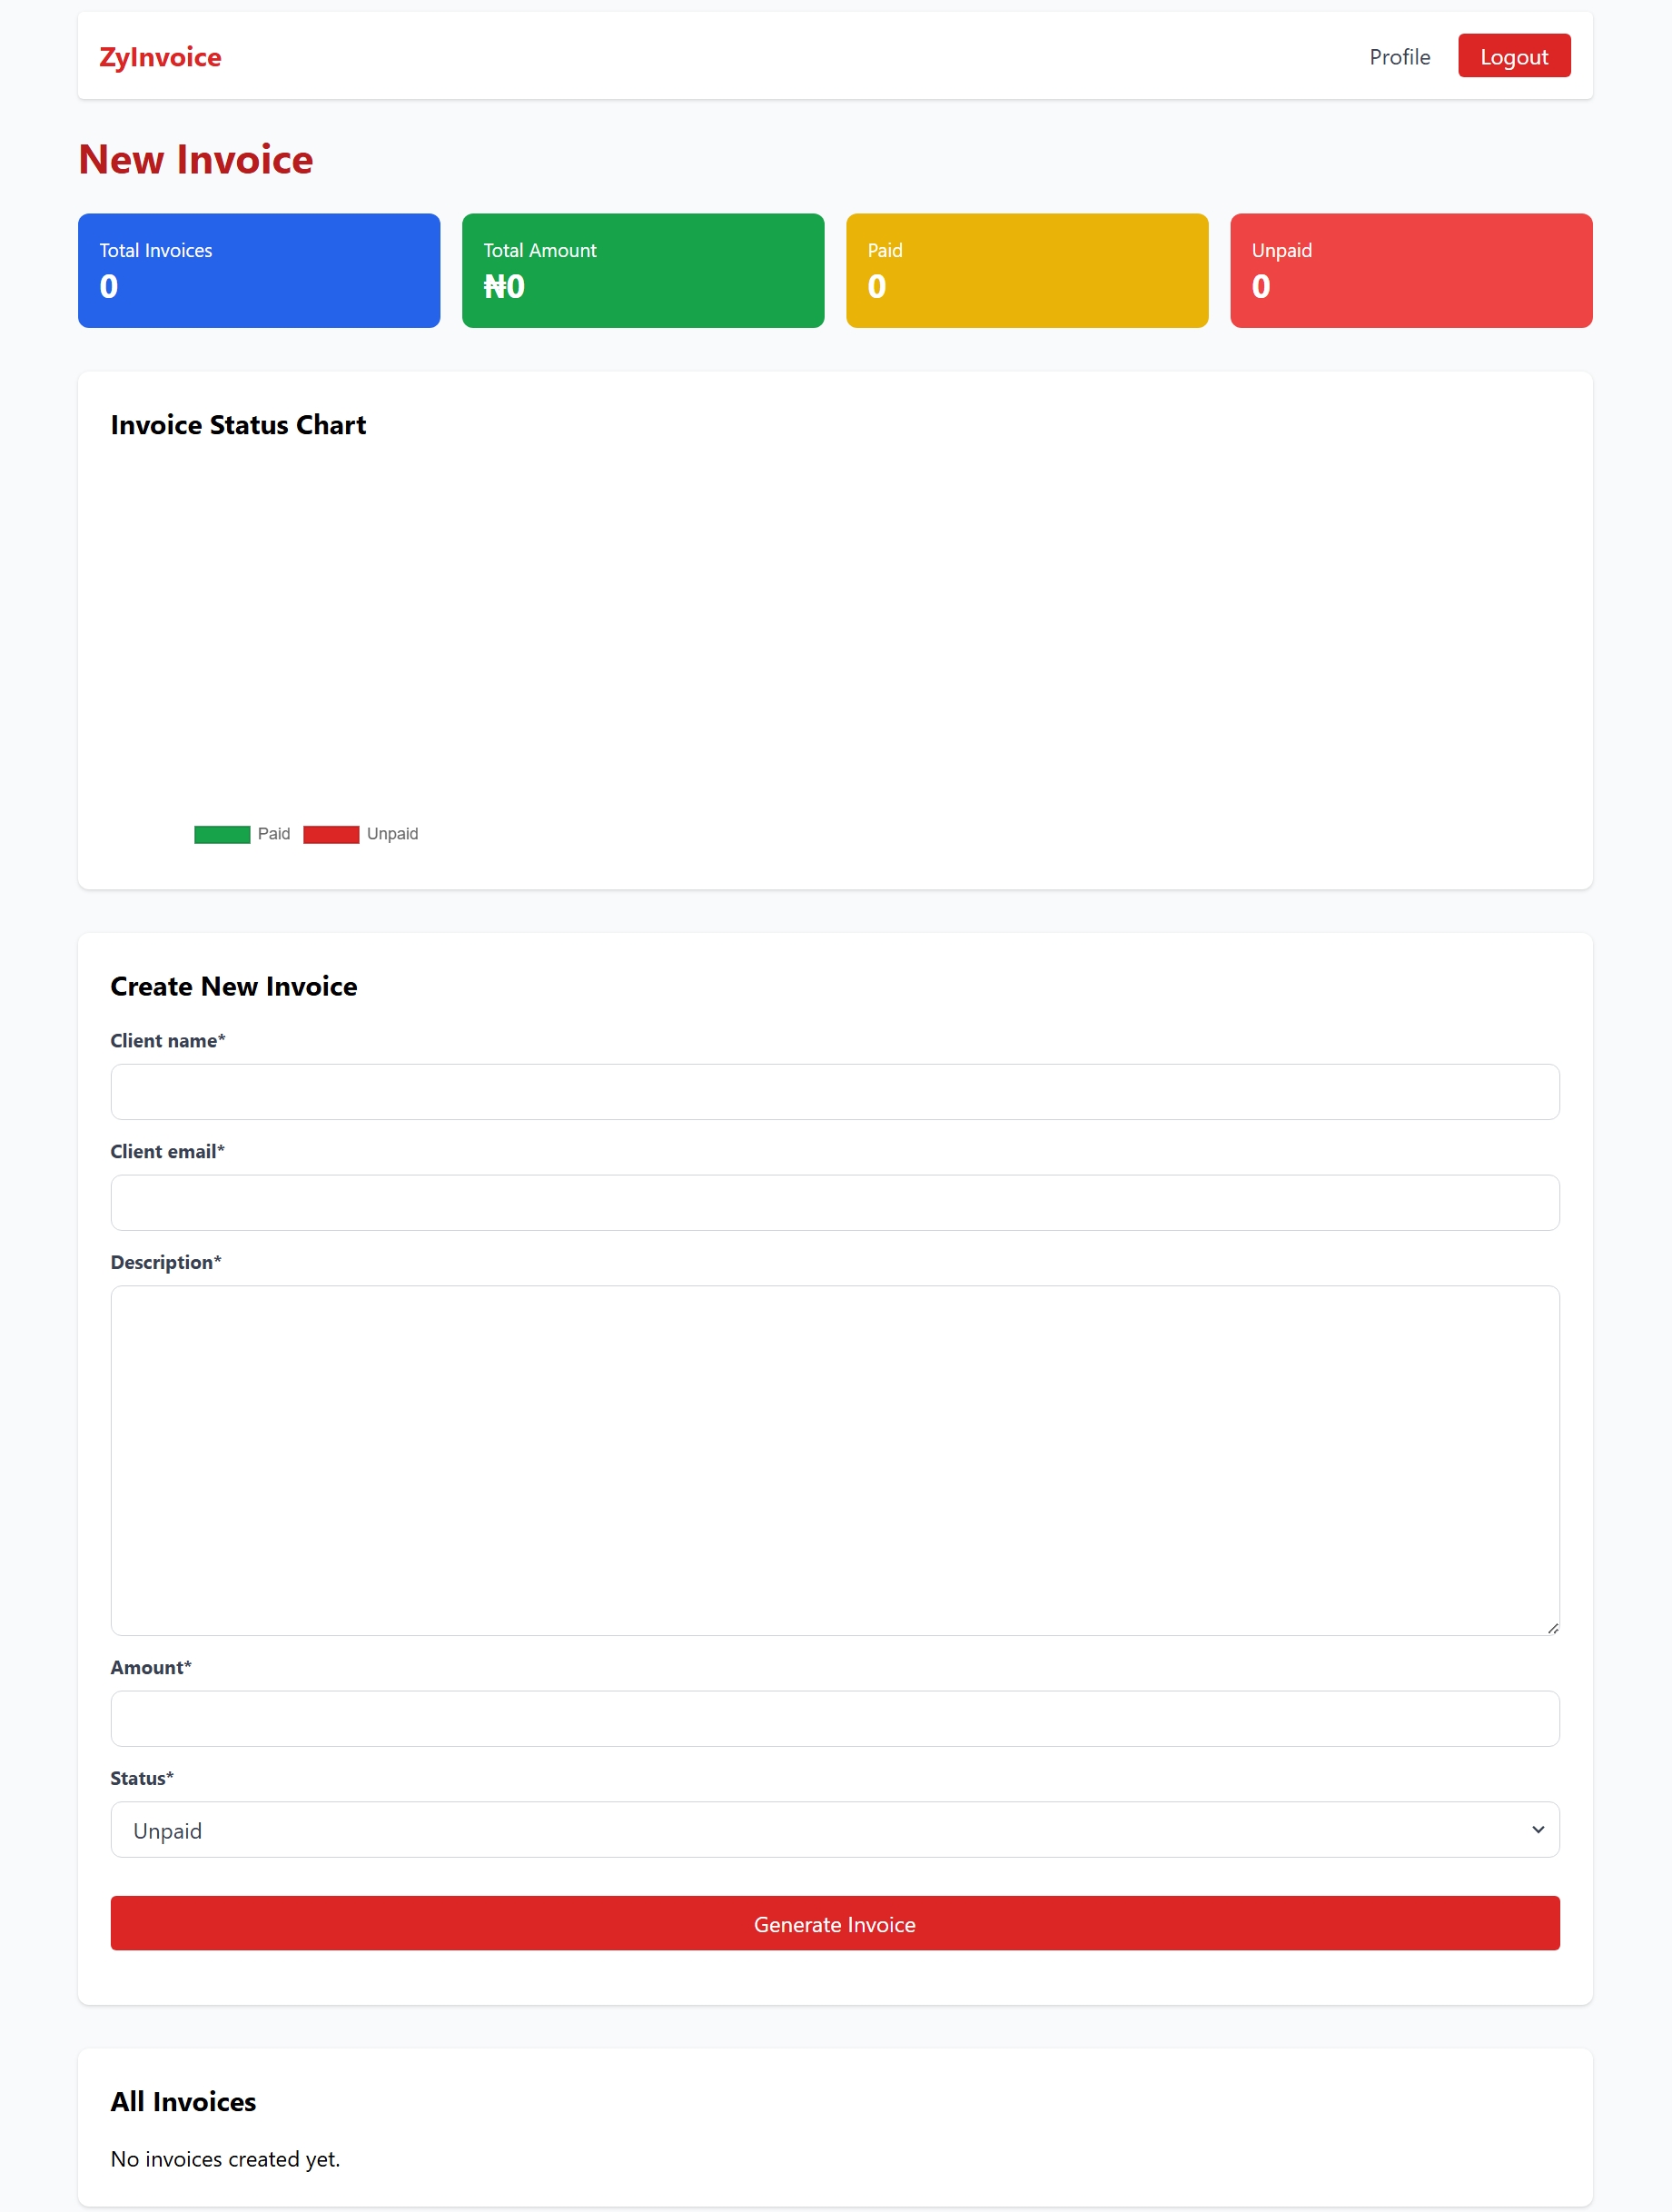 ZyInvoice
Profile
Logout
New Invoice
Total Invoices
0
Total Amount
₦0
Paid
0
Unpaid
0
Invoice Status Chart
Paid
Unpaid
Create New Invoice
Client name*
Client email*
Description*
Amount*
Status*
Unpaid
Generate Invoice
All Invoices
No invoices created yet.